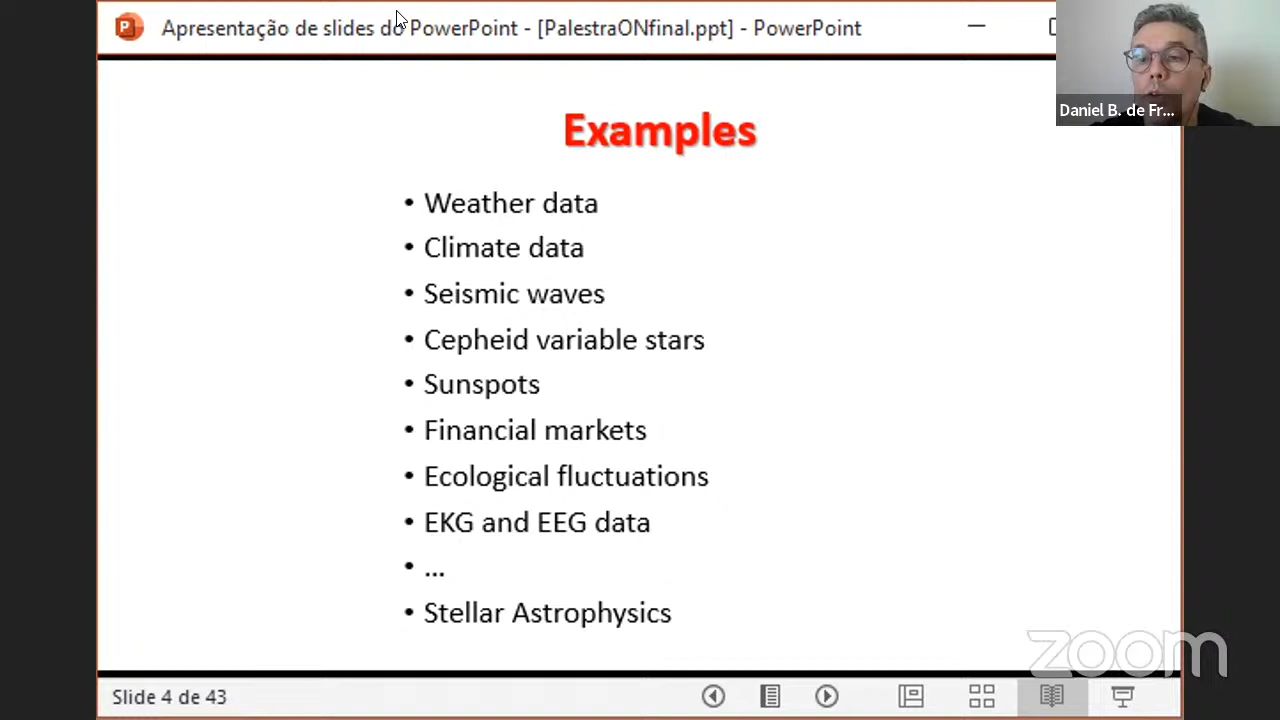 Apresentação de slides do PowerPoint - [PalestraONfinal.ppt] - PowerPoint
Daniel B. de Fr...
Examples
• Weather data
• Climate data
• Seismic waves
• Cepheid variable stars
• Sunspots
• Financial markets
• Ecological fluctuations
• EKG and EEG data
• ...
• Stellar Astrophysics
zoom
Slide 4 de 43